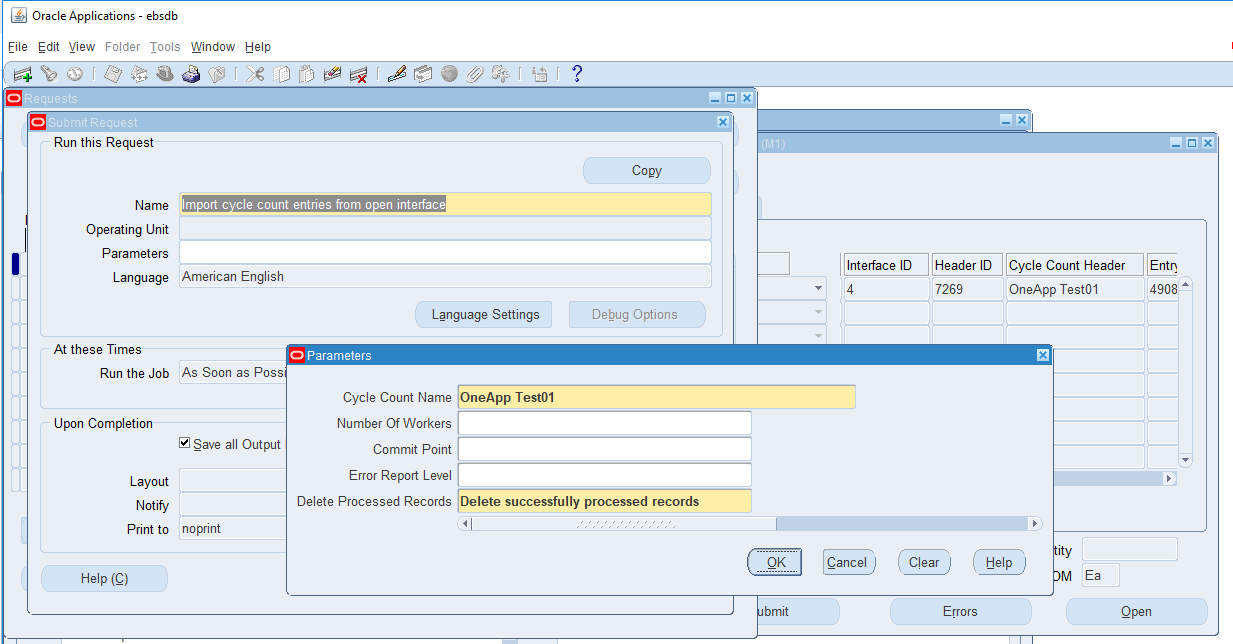 Oracle Applications - ebsdb
File Edit View Folder Tools Window Help
Requests
Submit Request
(M1)
Run this Request
Copy
Name Import cycle count entries from open interface
Operating Unit
Parameters
Language American English
Language Settings Debug Options
Interface ID Header ID Cycle Count Header Entry
4 7269 OneApp Test01 4908
At these Times
Run the Job As Soon as Possi
Upon Completion
Save all Output
Layout
Notify
Print to noprint
Help (C)
Parameters
Cycle Count Name OneApp Test01
Number Of Workers
Commit Point
Error Report Level
Delete Processed Records Delete successfully processed records
OK Cancel Clear Help
tity
OM Ea
ubmit Errors Open